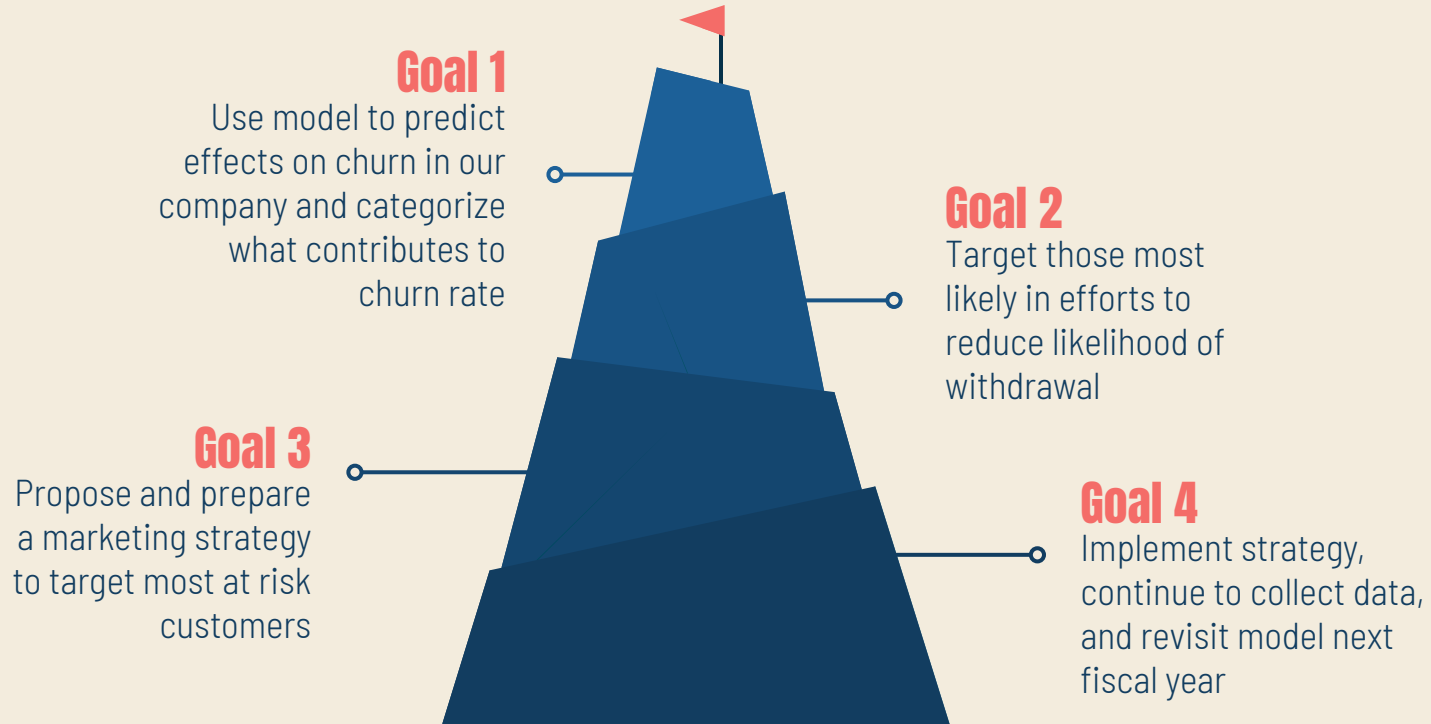 Goal 1
Use model to predict
effects on churn in our
company and categorize
what contributes to
churn rate
Goal 2
Target those most
likely in efforts to
reduce likelihood of
withdrawal
Goal 3
Propose and prepare
a marketing strategy
to target most at risk
customers
Goal 4
Implement strategy,
continue to collect data,
and revisit model next
fiscal year